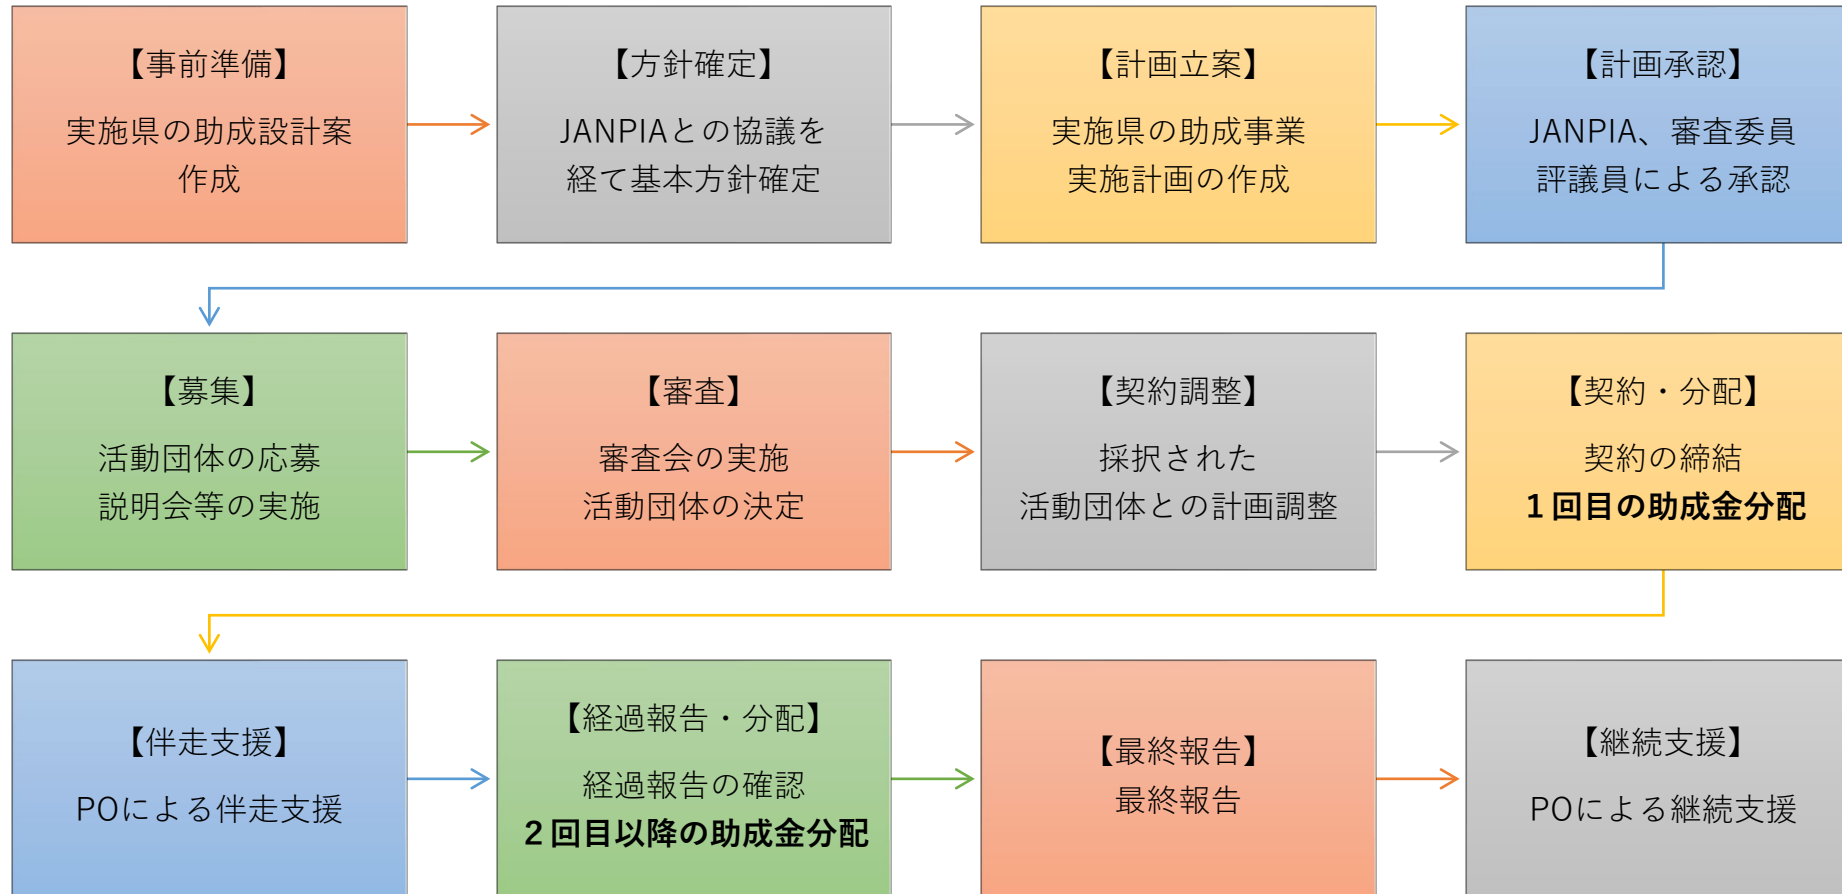 【事前準備】
実施県の助成設計案
作成
【方針確定】
JANPIAとの協議を
経て基本方針確定
【計画立案】
実施県の助成事業
実施計画の作成
【計画承認】
JANPIA、審査委員
評議員による承認
【募集】
活動団体の応募
説明会等の実施
【審査】
審査会の実施
活動団体の決定
【契約調整】
採択された
活動団体との計画調整
【契約・分配】
契約の締結
１回目の助成金分配
【伴走支援】
POによる伴走支援
【経過報告・分配】
経過報告の確認
２回目以降の助成金分配
【最終報告】
最終報告
【継続支援】
POによる継続支援